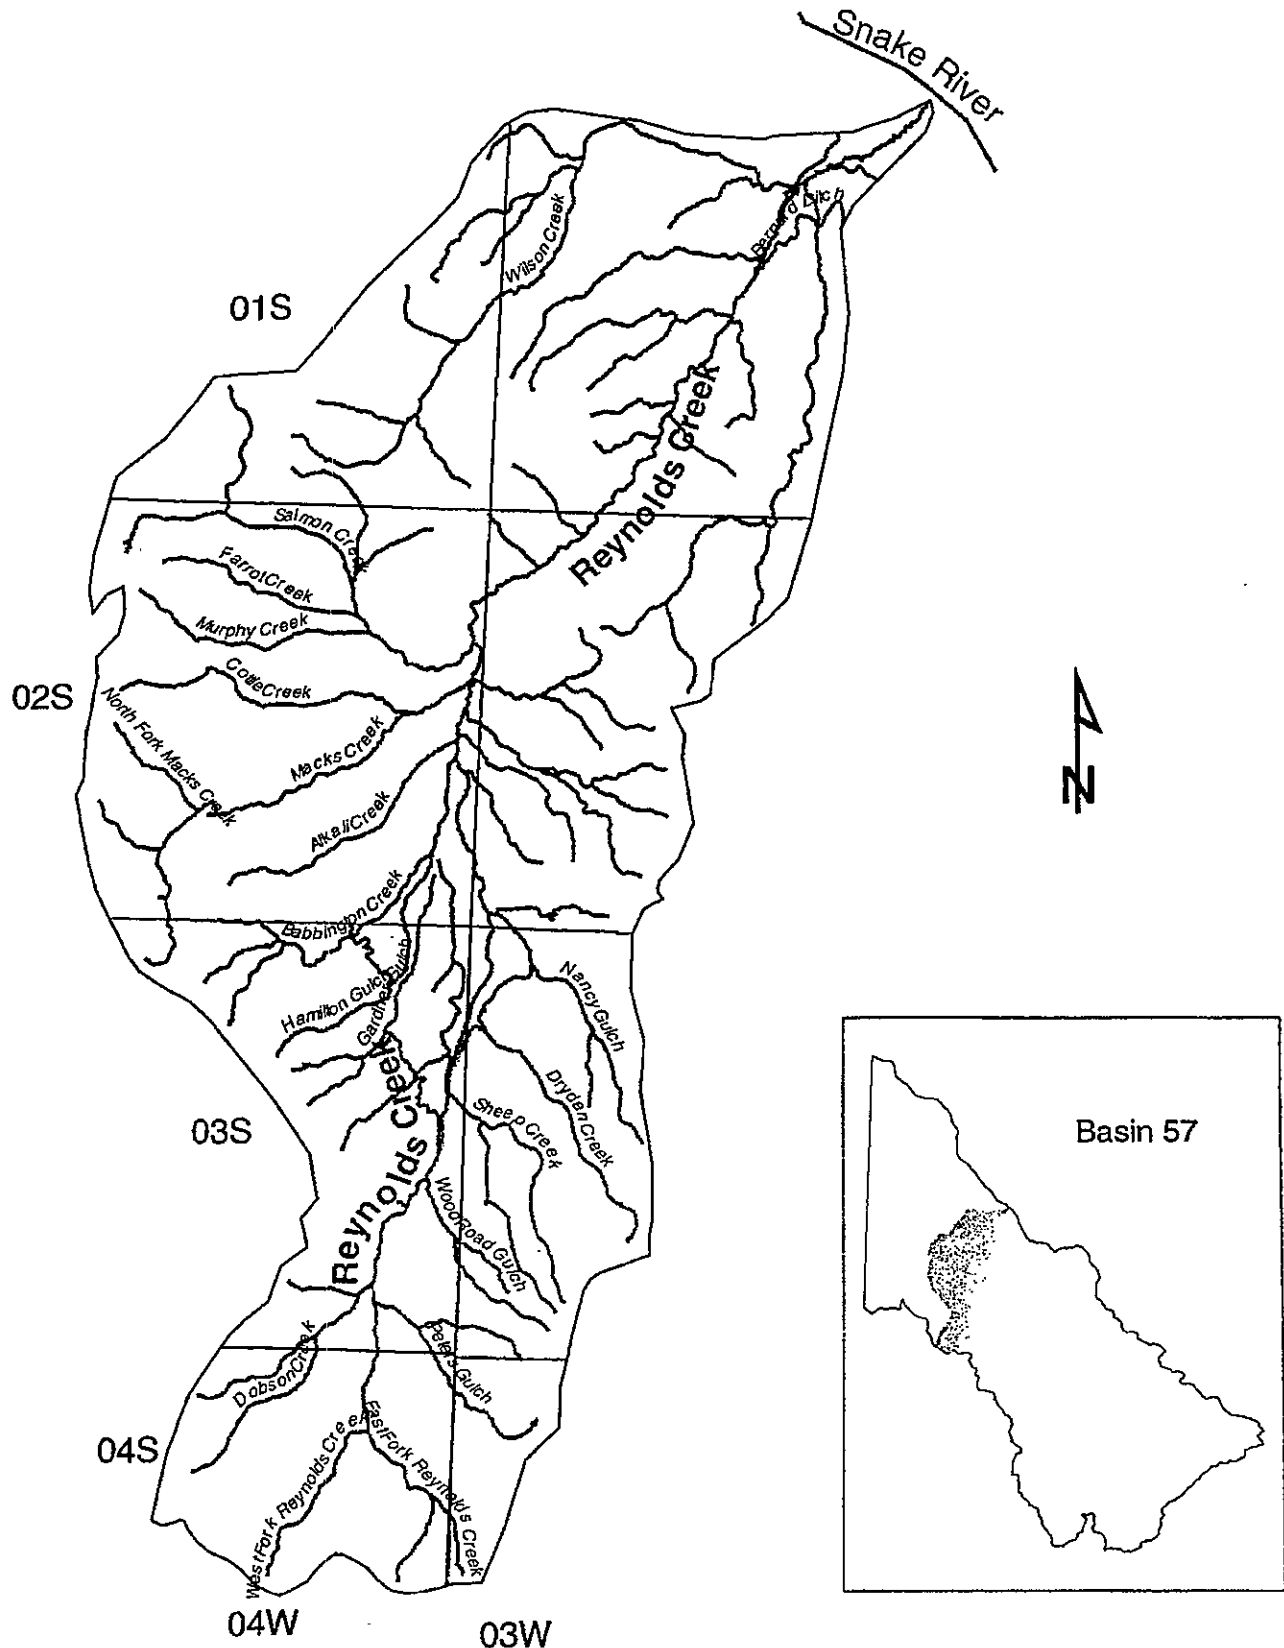 Snake River
Bernard Ditch
Wilson Creek
01S
Reynolds Creek
Salmon Creek
Parrot Creek
Murphy Creek
02S
Cottle Creek
North Fork Macks Creek
Macks Creek
Alkali Creek
Babbington Creek
Nancy Gulch
Hamilton Gulch
Gardner Gulch
Dryden Creek
Sheep Creek
03S
Basin 57
Reynolds Creek
Wood Road Gulch
Peters Gulch
Dobson Creek
04S
East Fork Reynolds Creek
West Fork Reynolds Creek
04W
03W
N